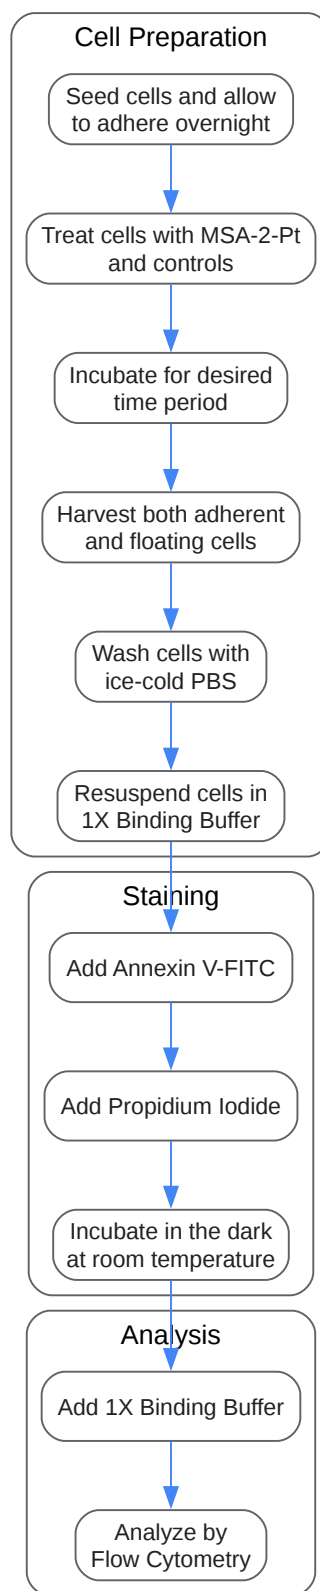 Cell Preparation
Seed cells and allow
to adhere overnight
Treat cells with MSA-2-Pt
and controls
Incubate for desired
time period
Harvest both adherent
and floating cells
Wash cells with
ice-cold PBS
Resuspend cells in
1X Binding Buffer
Staining
Add Annexin V-FITC
Add Propidium Iodide
Incubate in the dark
at room temperature
Analysis
Add 1X Binding Buffer
Analyze by
Flow Cytometry